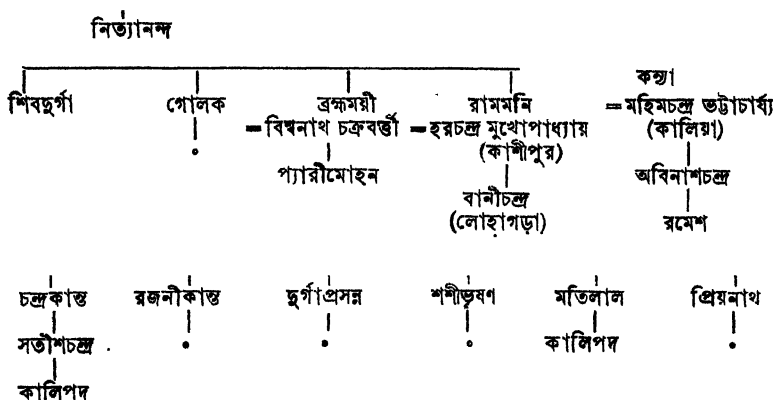 নিত্যানন্দ
কন্যা
শিবদুর্গা গোলক ব্রহ্মময়ী রামমনি =মহিমচন্দ্র ভট্টাচার্য্য
=বিশ্বনাথ চক্রবর্ত্তী =হরচন্দ্র মুখোপাধ্যায় (কালিয়া)
(কাশীপুর)
প্যারীমোহন অবিনাশচন্দ্র
বানীচন্দ্র
(লোহাগড়া) রমেশ
চন্দ্রকান্ত রজনীকান্ত দুর্গাপ্রসন্ন শশীভূষণ মতিলাল প্রিয়নাথ
সতীশচন্দ্র কালিপদ
কালিপদ